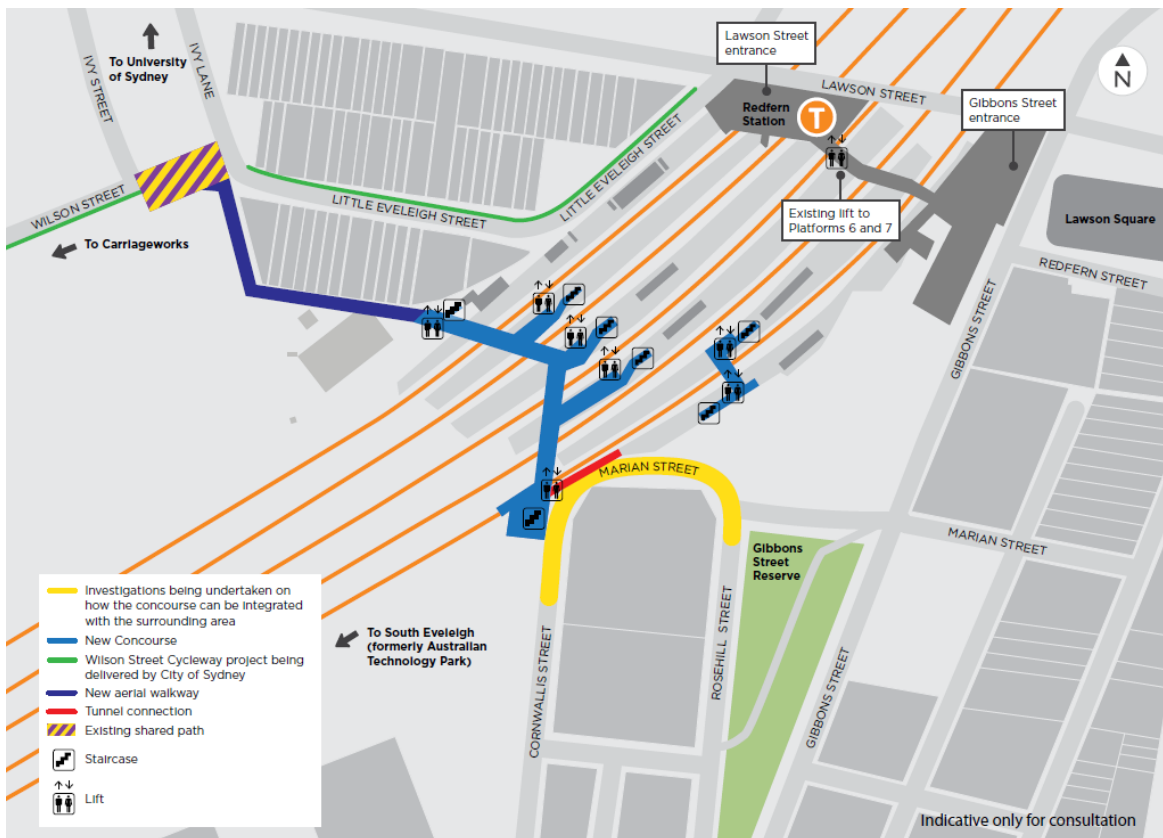 To University
of Sydney
IVY STREET
IVY LANE
Lawson Street
entrance
LAWSON STREET
N
Redfern
Station
T
Gibbons Street
entrance
WILSON STREET
To Carriageworks
LITTLE EVELEIGH STREET
LITTLE EVELEIGH STREET
Existing lift to
Platforms 6 and 7
Lawson Square
REDFERN STREET
GIBBONS STREET
MARIAN STREET
MARIAN STREET
Gibbons
Street
Reserve
To South Eveleigh
(formerly Australian
Technology Park)
CORNWALLIS STREET
ROSEHILL STREET
GIBBONS STREET
Investigations being undertaken on
how the concourse can be integrated
with the surrounding area
New Concourse
Wilson Street Cycleway project being
delivered by City of Sydney
New aerial walkway
Tunnel connection
Existing shared path
Staircase
Lift
Indicative only for consultation